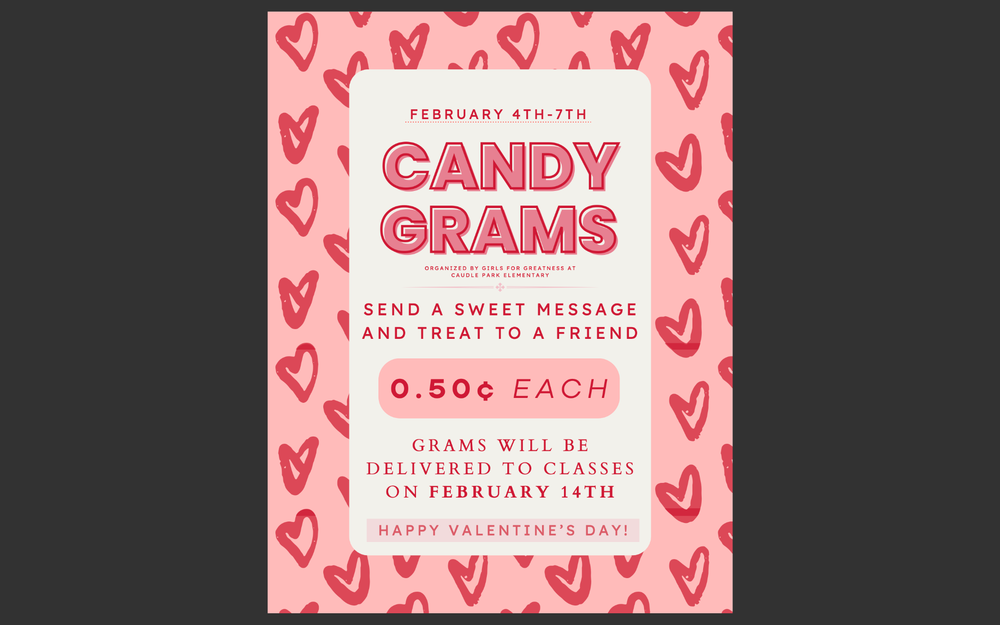 FEBRUARY 4TH-7TH
CANDY
GRAMS
ORGANIZED BY GIRLS FOR GREATNESS AT
CAUDLE PARK ELEMENTARY
SEND A SWEET MESSAGE
AND TREAT TO A FRIEND
0.50¢ EACH
GRAMS WILL BE
DELIVERED TO CLASSES
ON FEBRUARY 14TH
HAPPY VALENTINE’S DAY!